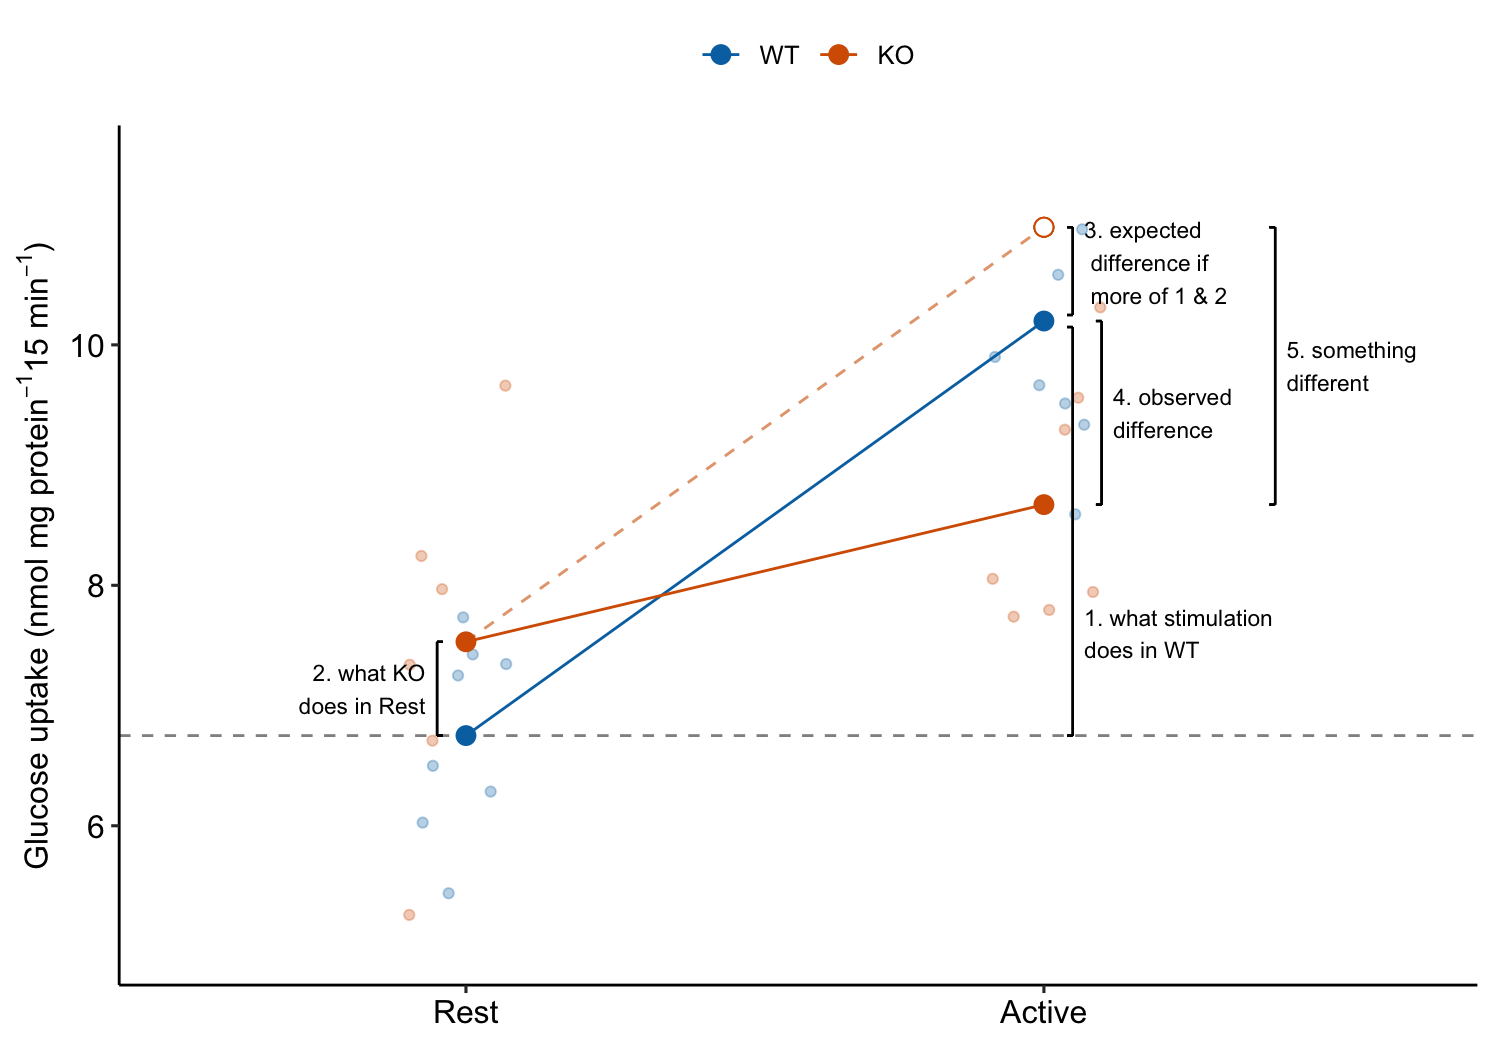 WT KO
Glucose uptake (nmol mg protein⁻¹15 min⁻¹)
10
8
6
3. expected
difference if
more of 1 & 2
5. something
different
4. observed
difference
1. what stimulation
does in WT
2. what KO
does in Rest
Rest Active